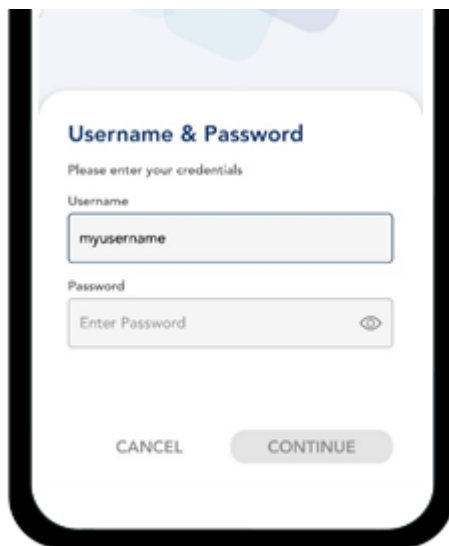 Username & Password
Please enter your credentials
Username
myusername
Password
Enter Password
CANCEL CONTINUE